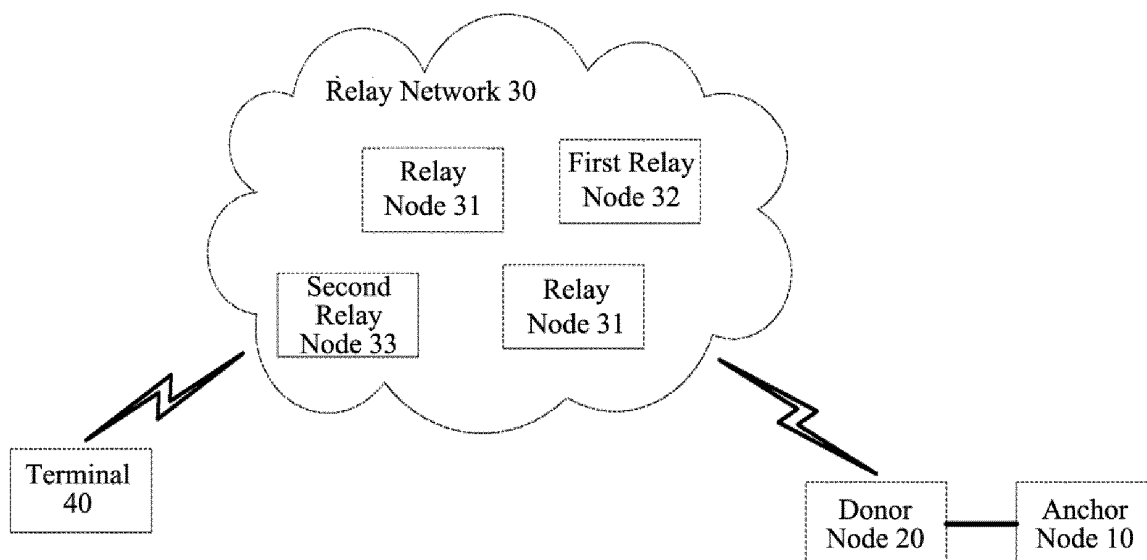 Relay Network 30
Relay
Node 31
First Relay
Node 32
Second
Relay
Node 33
Relay
Node 31
Terminal
40
Donor
Node 20
Anchor
Node 10